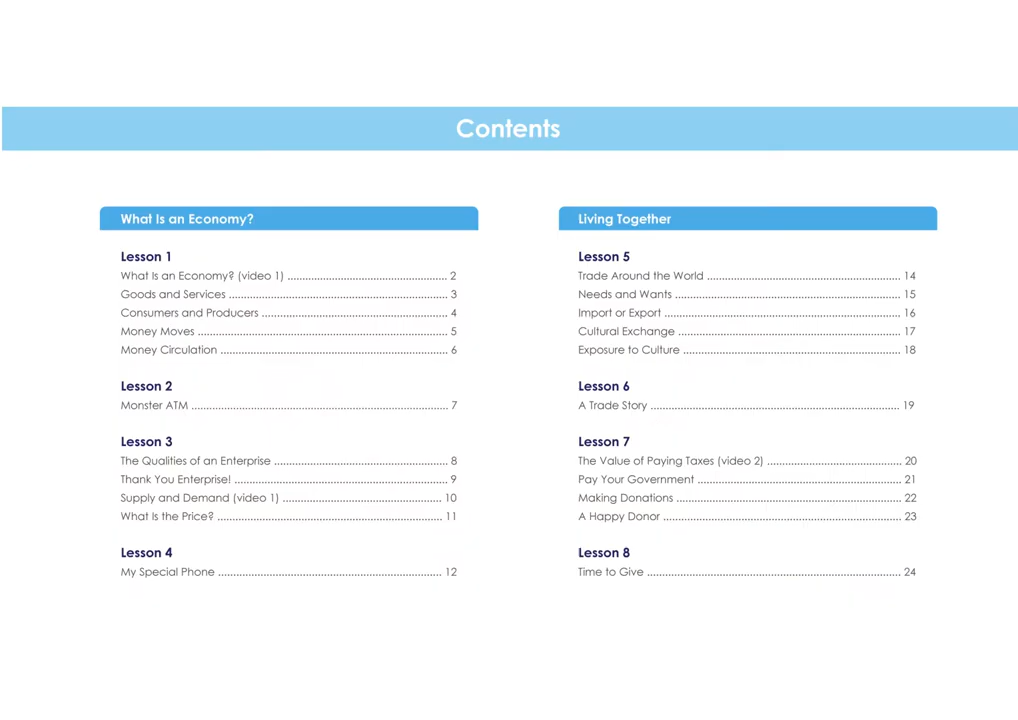 Contents
What Is an Economy?
Lesson 1
What Is an Economy? (video 1) ........................................................ 2
Goods and Services ........................................................................... 3
Consumers and Producers ................................................................ 4
Money Moves ..................................................................................... 5
Money Circulation .............................................................................. 6
Lesson 2
Monster ATM ........................................................................................ 7
Lesson 3
The Qualities of an Enterprise ............................................................ 8
Thank You Enterprise! ......................................................................... 9
Supply and Demand (video 1) ....................................................... 10
What Is the Price? ............................................................................. 11
Lesson 4
My Special Phone ............................................................................. 12
Living Together
Lesson 5
Trade Around the World ................................................................... 14
Needs and Wants .............................................................................. 15
Import or Export ................................................................................. 16
Cultural Exchange ............................................................................. 17
Exposure to Culture ........................................................................... 18
Lesson 6
A Trade Story ...................................................................................... 19
Lesson 7
The Value of Paying Taxes (video 2) ............................................... 20
Pay Your Government ...................................................................... 21
Making Donations .............................................................................. 22
A Happy Donor .................................................................................. 23
Lesson 8
Time to Give ....................................................................................... 24